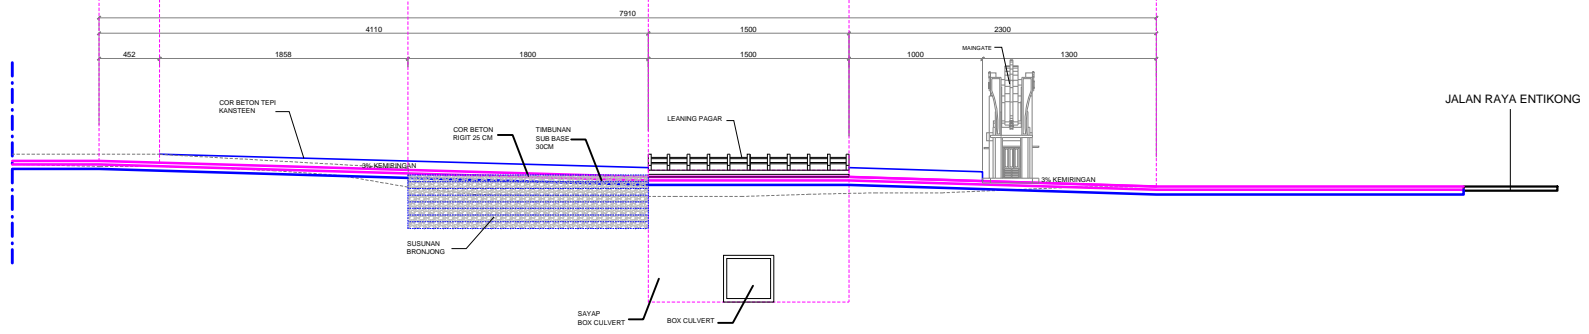 7910
4110
1500
2300
452
1858
1800
1500
1000
1300
MAINGATE
JALAN RAYA ENTIKONG
COR BETON TEPI
KANSTEEN
COR BETON
RIGIT 25 CM
TIMBUNAN
SUB BASE
30CM
LEANING PAGAR
3% KEMIRINGAN
3% KEMIRINGAN
SUSUNAN
BRONJONG
SAYAP
BOX CULVERT
BOX CULVERT